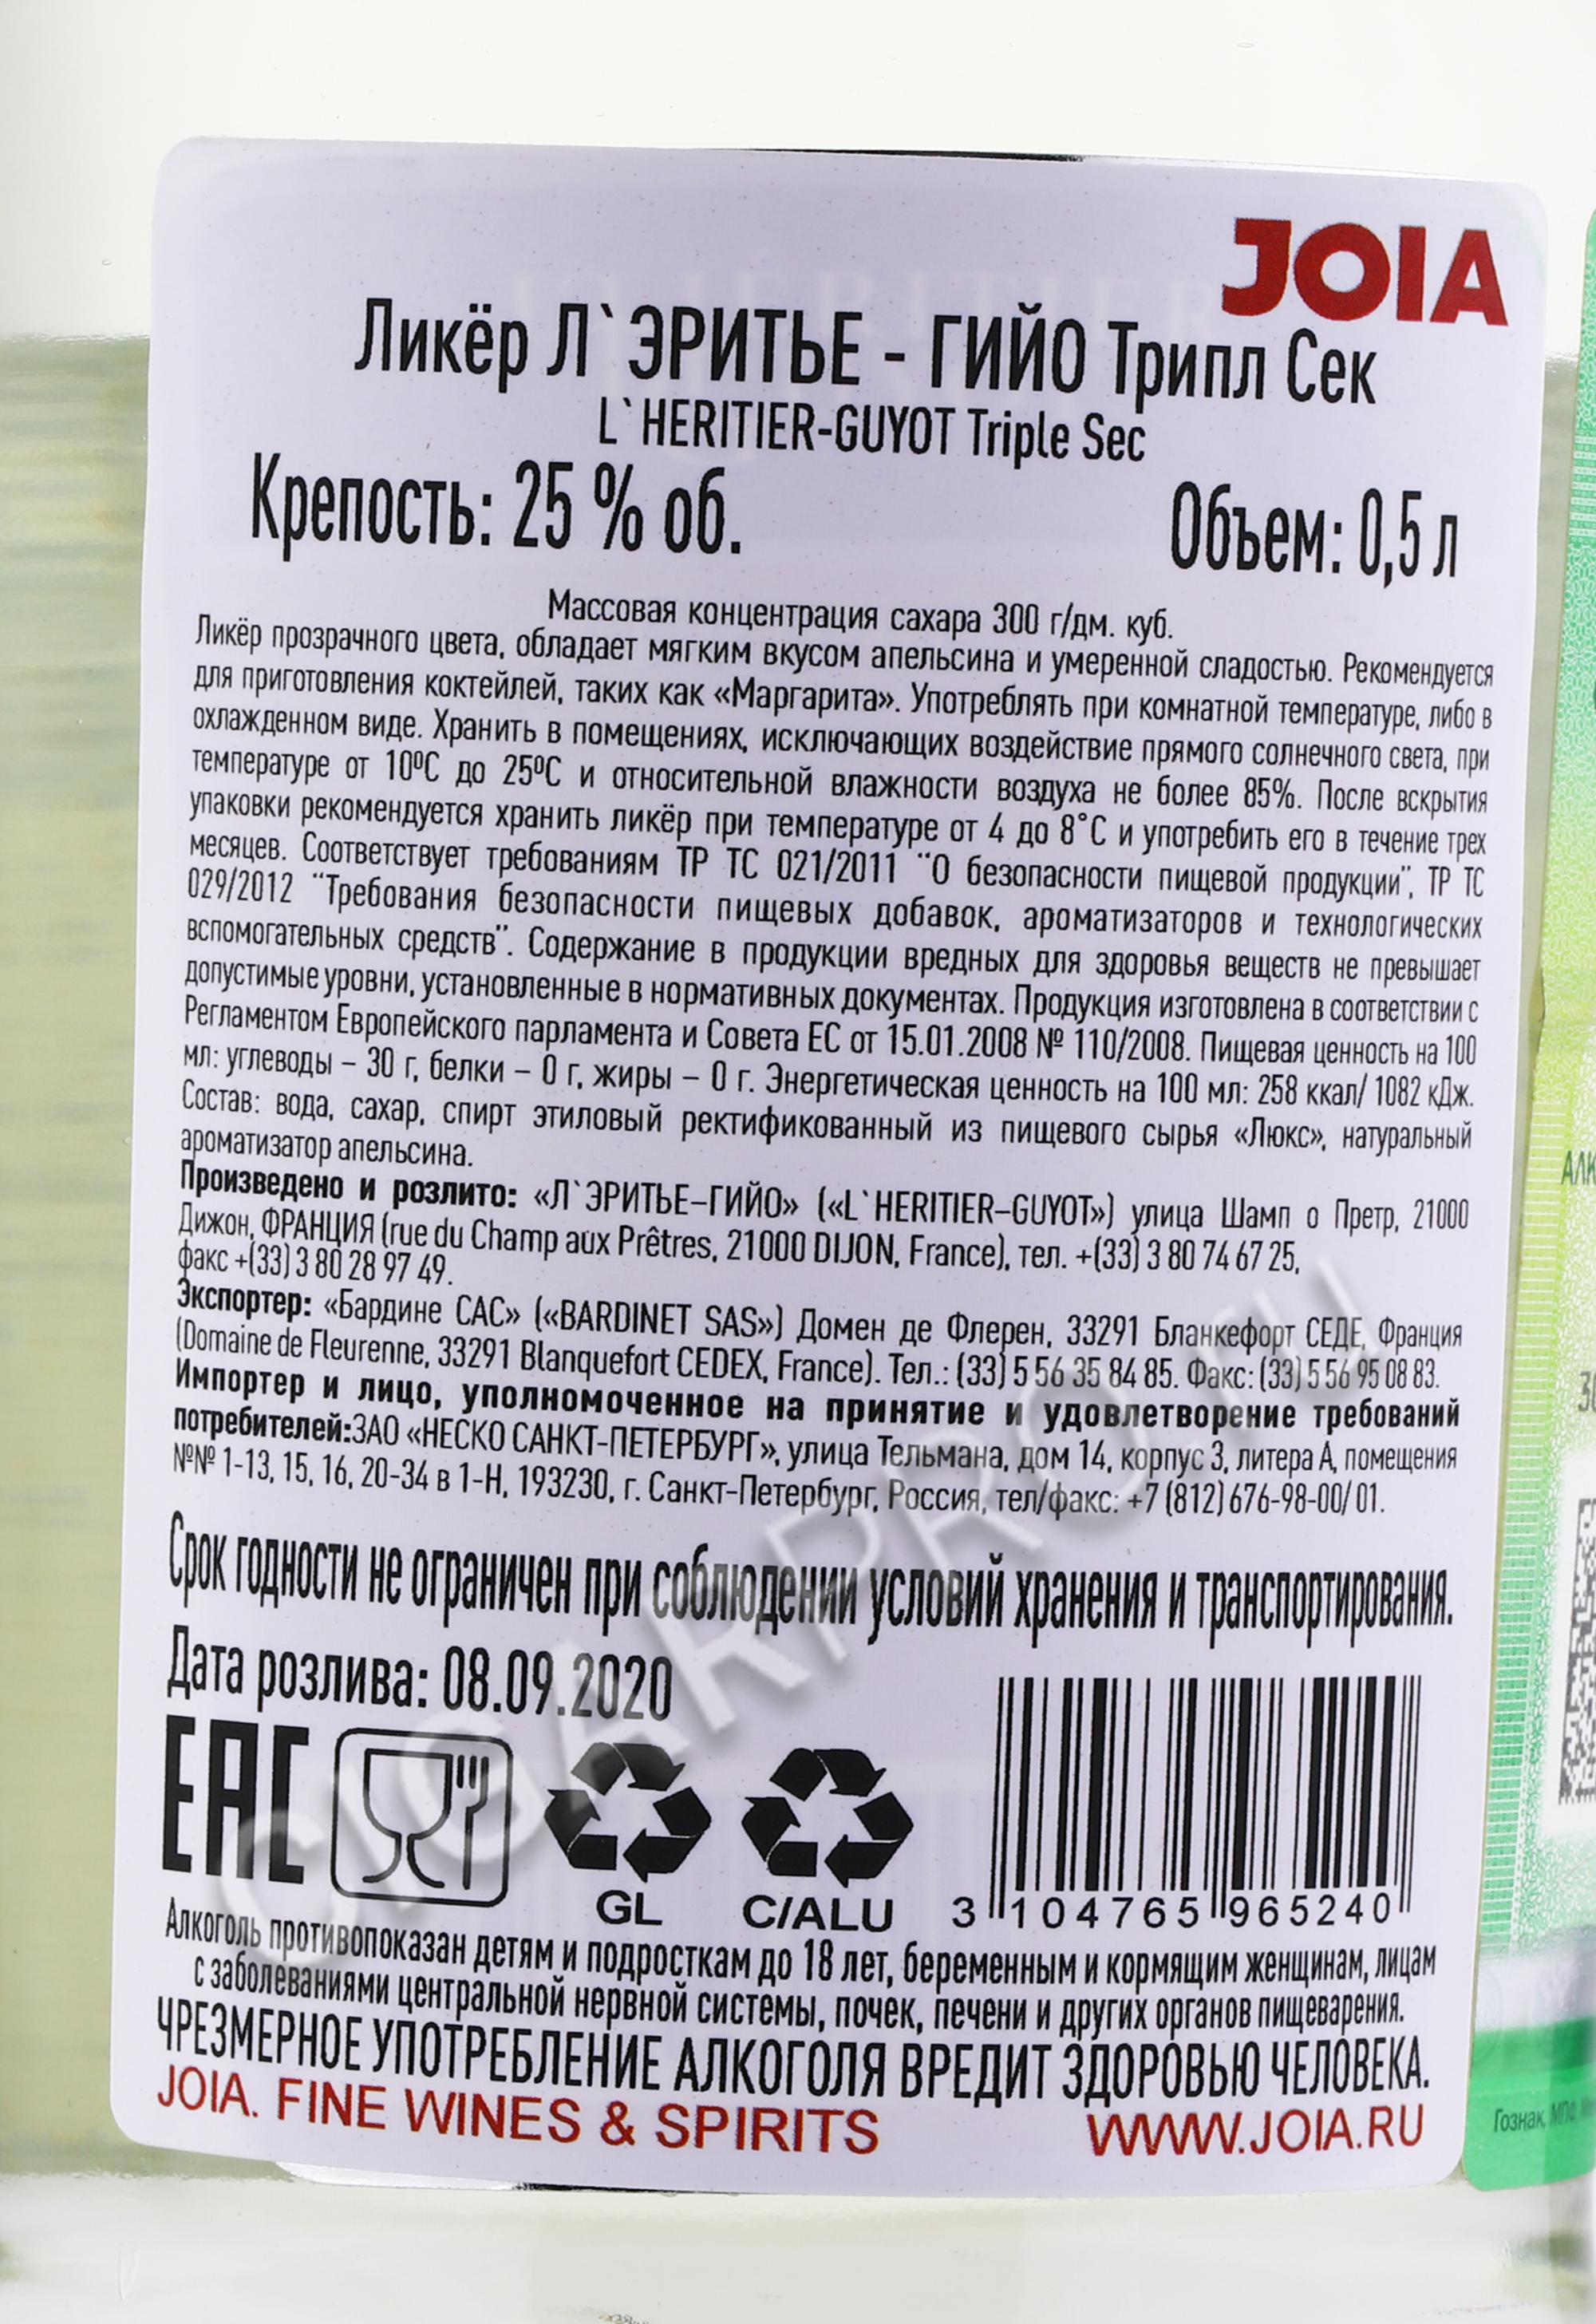 JOIA
Ликёр Л`ЭРИТЬЕ - ГИЙО Трипл Сек
L`HERITIER-GUYOT Triple Sec
Крепость: 25 % об.
Объем: 0,5 л
Массовая концентрация сахара 300 г/дм. куб.
Ликёр прозрачного цвета, обладает мягким вкусом апельсина и умеренной сладостью. Рекомендуется
для приготовления коктейлей, таких как «Маргарита». Употреблять при комнатной температуре, либо в
охлажденном виде. Хранить в помещениях, исключающих воздействие прямого солнечного света, при
температуре от 10ºС до 25ºС и относительной влажности воздуха не более 85%. После вскрытия
упаковки рекомендуется хранить ликёр при температуре от 4 до 8˚С и употребить его в течение трех
месяцев. Соответствует требованиям ТР ТС 021/2011 "О безопасности пищевой продукции", ТР ТС
029/2012 "Требования безопасности пищевых добавок, ароматизаторов и технологических
вспомогательных средств". Содержание в продукции вредных для здоровья веществ не превышает
допустимые уровни, установленные в нормативных документах. Продукция изготовлена в соответствии с
Регламентом Европейского парламента и Совета ЕС от 15.01.2008 № 110/2008. Пищевая ценность на 100
мл: углеводы – 30 г, белки – 0 г, жиры – 0 г. Энергетическая ценность на 100 мл: 258 ккал/ 1082 кДж.
Состав: вода, сахар, спирт этиловый ректификованный из пищевого сырья «Люкс», натуральный
ароматизатор апельсина.
Произведено и розлито: «Л`ЭРИТЬЕ–ГИЙО» («L`HERITIER–GUYOT») улица Шамп о Претр, 21000
Дижон, ФРАНЦИЯ (rue du Champ aux Prêtres, 21000 DIJON, France), тел. +(33) 3 80 74 67 25,
факс +(33) 3 80 28 97 49.
Экспортер: «Бардине САС» («BARDINET SAS») Домен де Флерен, 33291 Бланкефорт СЕДЕ, Франция
(Domaine de Fleurenne, 33291 Blanquefort CEDEX, France). Тел.: (33) 5 56 35 84 85. Факс: (33) 5 56 95 08 83.
Импортер и лицо, уполномоченное на принятие и удовлетворение требований
потребителей:ЗАО «НЕСКО САНКТ-ПЕТЕРБУРГ», улица Тельмана, дом 14, корпус 3, литера А, помещения
№№ 1-13, 15, 16, 20-34 в 1-Н, 193230, г. Санкт-Петербург, Россия, тел/факс: +7 (812) 676-98-00/ 01.
Срок годности не ограничен при соблюдении условий хранения и транспортирования.
Дата розлива: 08.09.2020
EAC
GL
C/ALU
3 104765 965240
Алкоголь противопоказан детям и подросткам до 18 лет, беременным и кормящим женщинам, лицам
с заболеваниями центральной нервной системы, почек, печени и других органов пищеварения.
ЧРЕЗМЕРНОЕ УПОТРЕБЛЕНИЕ АЛКОГОЛЯ ВРЕДИТ ЗДОРОВЬЮ ЧЕЛОВЕКА.
JOIA. FINE WINES & SPIRITS
WWW.JOIA.RU
CIGARPRO.ru
Гознак,